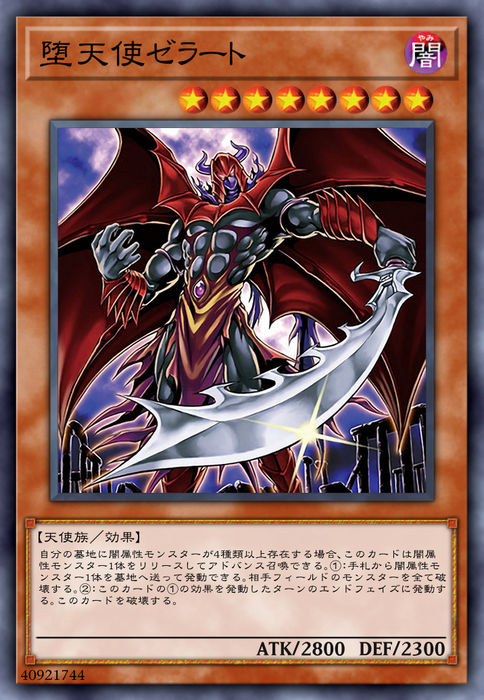 堕天使ゼラート
やみ
闇
【天使族／効果】
自分の墓地に闇属性モンスターが4種類以上存在する場合、このカードは闇属
性モンスター1体をリリースしてアドバンス召喚できる。①:手札から闇属性モ
ンスター1体を墓地へ送って発動できる。相手フィールドのモンスターを全て破
壊する。②:このカードの①の効果を発動したターンのエンドフェイズに発動す
る。このカードを破壊する。
ATK/2800 DEF/2300
40921744